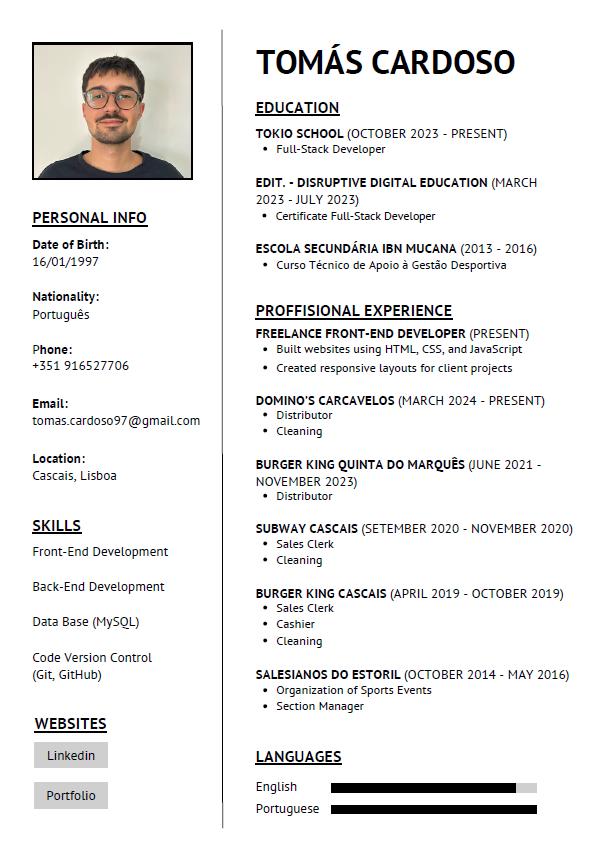 TOMÁS CARDOSO
PERSONAL INFO
Date of Birth:
16/01/1997
Nationality:
Português
Phone:
+351 916527706
Email:
tomas.cardoso97@gmail.com
Location:
Cascais, Lisboa
SKILLS
Front-End Development
Back-End Development
Data Base (MySQL)
Code Version Control
(Git, GitHub)
WEBSITES
Linkedin
Portfolio
EDUCATION
TOKIO SCHOOL (OCTOBER 2023 - PRESENT)
• Full-Stack Developer
EDIT. - DISRUPTIVE DIGITAL EDUCATION (MARCH
2023 - JULY 2023)
• Certificate Full-Stack Developer
ESCOLA SECUNDÁRIA IBN MUCANA (2013 - 2016)
• Curso Técnico de Apoio à Gestão Desportiva
PROFFISIONAL EXPERIENCE
FREELANCE FRONT-END DEVELOPER (PRESENT)
• Built websites using HTML, CSS, and JavaScript
• Created responsive layouts for client projects
DOMINO'S CARCAVELOS (MARCH 2024 - PRESENT)
• Distributor
• Cleaning
BURGER KING QUINTA DO MARQUÊS (JUNE 2021 -
NOVEMBER 2023)
• Distributor
SUBWAY CASCAIS (SETEMBER 2020 - NOVEMBER 2020)
• Sales Clerk
• Cleaning
BURGER KING CASCAIS (APRIL 2019 - OCTOBER 2019)
• Sales Clerk
• Cashier
• Cleaning
SALESIANOS DO ESTORIL (OCTOBER 2014 - MAY 2016)
• Organization of Sports Events
• Section Manager
LANGUAGES
English
Portuguese